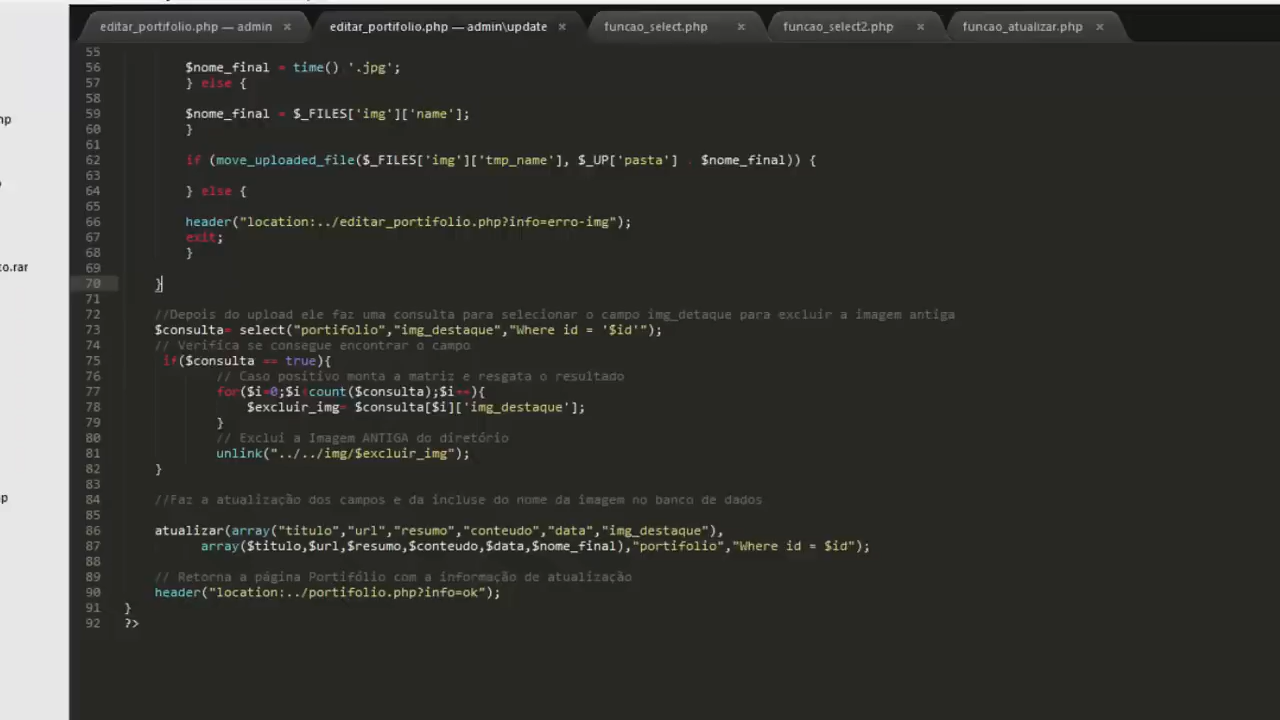 editar_portifolio.php — admin × editar_portifolio.php — admin\update × funcao_select.php × funcao_select2.php × funcao_atualizar.php ×
55
56 $nome_final = time() '.jpg';
57 } else {
58
59 $nome_final = $_FILES['img']['name'];
60 }
61
62 if (move_uploaded_file($_FILES['img']['tmp_name'], $_UP['pasta'] . $nome_final)) {
63
64 } else {
65
66 header("location:../editar_portifolio.php?info=erro-img");
67 exit;
68 }
69
70 }
71
72 //Depois do upload ele faz uma consulta para selecionar o campo img_detaque para excluir a imagem antiga
73 $consulta= select("portifolio","img_destaque","Where id = '$id'");
74 // Verifica se consegue encontrar o campo
75 if($consulta == true){
76 // Caso positivo monta a matriz e resgata o resultado
77 for($i=0;$i<count($consulta);$i++){
78 $excluir_img= $consulta[$i]['img_destaque'];
79 }
80 // Exclui a Imagem ANTIGA do diretório
81 unlink("../../img/$excluir_img");
82 }
83
84 //Faz a atualização dos campos e da incluse do nome da imagem no banco de dados
85
86 atualizar(array("titulo","url","resumo","conteudo","data","img_destaque"),
87 array($titulo,$url,$resumo,$conteudo,$data,$nome_final),"portifolio","Where id = $id");
88
89 // Retorna a página Portifólio com a informação de atualização
90 header("location:../portifolio.php?info=ok");
91 }
92 ?>
np
to.rar
p